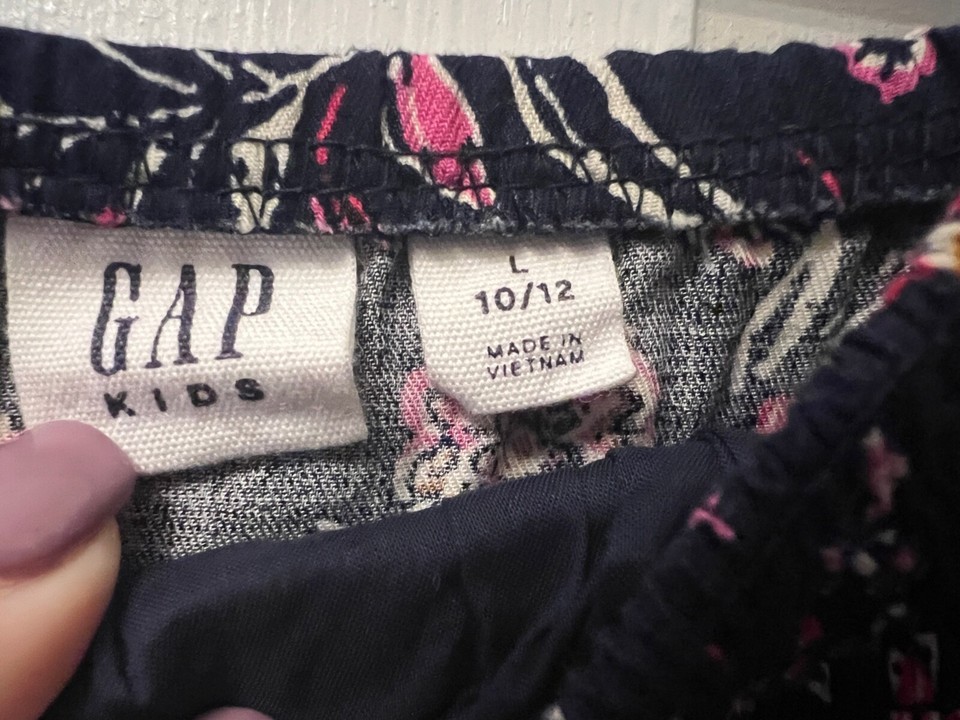 GAP
KIDS
L
10/12
MADE IN
VIETNAM